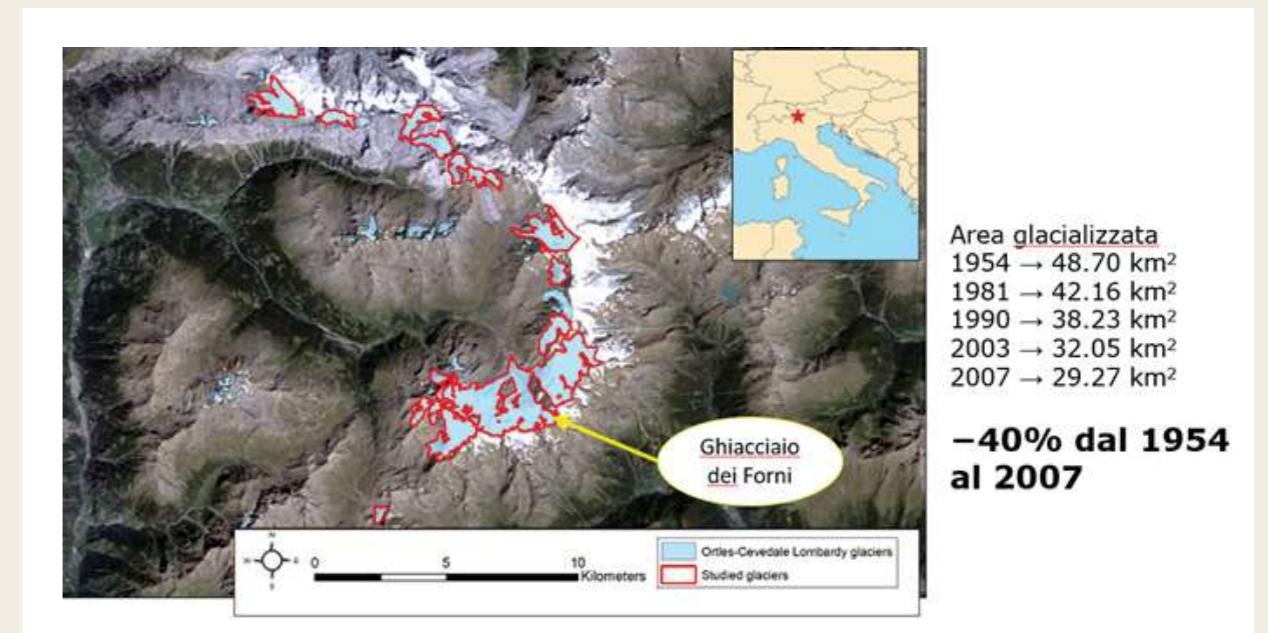 Area glacializzata
1954 → 48.70 km²
1981 → 42.16 km²
1990 → 38.23 km²
2003 → 32.05 km²
2007 → 29.27 km²
−40% dal 1954
al 2007
Ghiacciaio
dei Forni
0 5 10
Kilometers
Ortles-Cevedale Lombardy glaciers
Studied glaciers